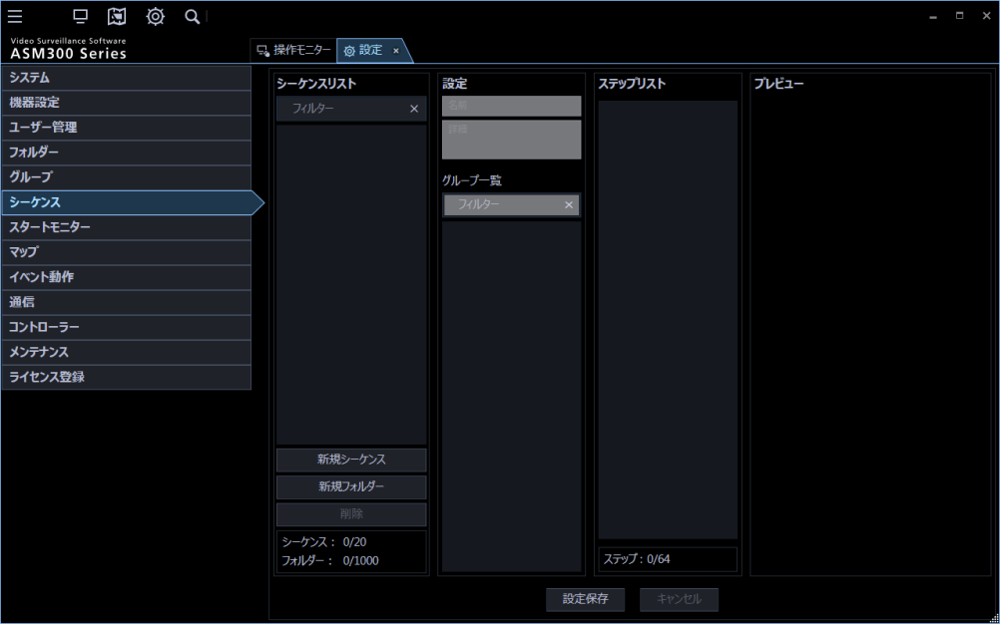 Video Surveillance Software
ASM300 Series
操作モニター
設定
システム
機器設定
ユーザー管理
フォルダー
グループ
シーケンス
スタートモニター
マップ
イベント動作
通信
コントローラー
メンテナンス
ライセンス登録
シーケンスリスト
フィルター
新規シーケンス
新規フォルダー
削除
シーケンス： 0/20
フォルダー： 0/1000
設定
名前
詳細
グループ一覧
フィルター
ステップリスト
ステップ：0/64
プレビュー
設定保存
キャンセル